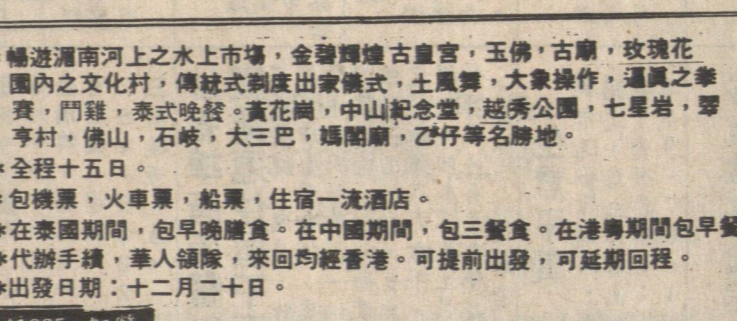 暢遊湄南河上之水上市場，金碧輝煌古皇宮，玉佛，古廟，玫瑰花
園內之文化村，傳統式剃度出家儀式，土風舞，大象操作，逼真之拳
賽，鬥雞，泰式晚餐。黃花崗，中山紀念堂，越秀公園，七星岩，翠
亨村，佛山，石岐，大三巴，媽閣廟，乙仔等名勝地。
*全程十五日。
*包機票，火車票，船票，住宿一流酒店。
*在泰國期間，包早晚膳食。在中國期間，包三餐食。在港粵期間包早餐
*代辦手續，華人領隊，來回均經香港。可提前出發，可延期回程。
*出發日期：十二月二十日。